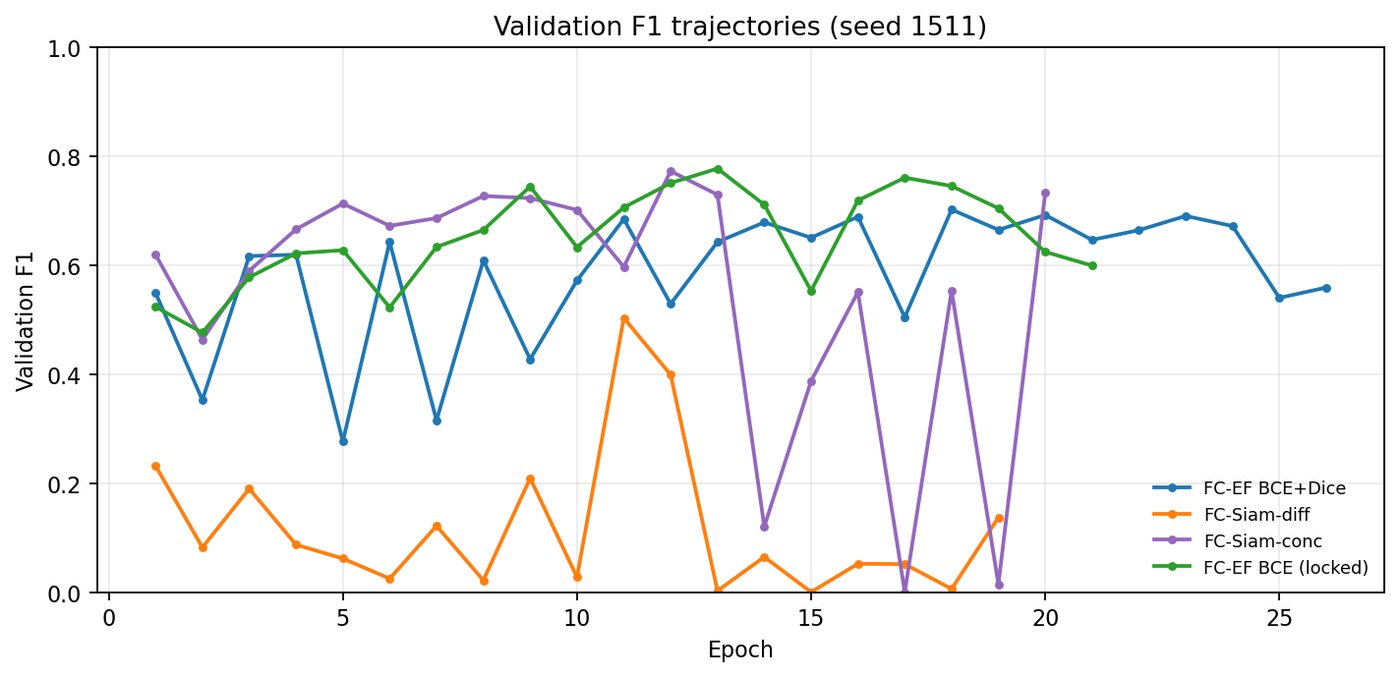 Validation F1 trajectories (seed 1511)
Validation F1
1.0
0.8
0.6
0.4
0.2
0.0
0 5 10 15 20 25
Epoch
FC-EF BCE+Dice
FC-Siam-diff
FC-Siam-conc
FC-EF BCE (locked)